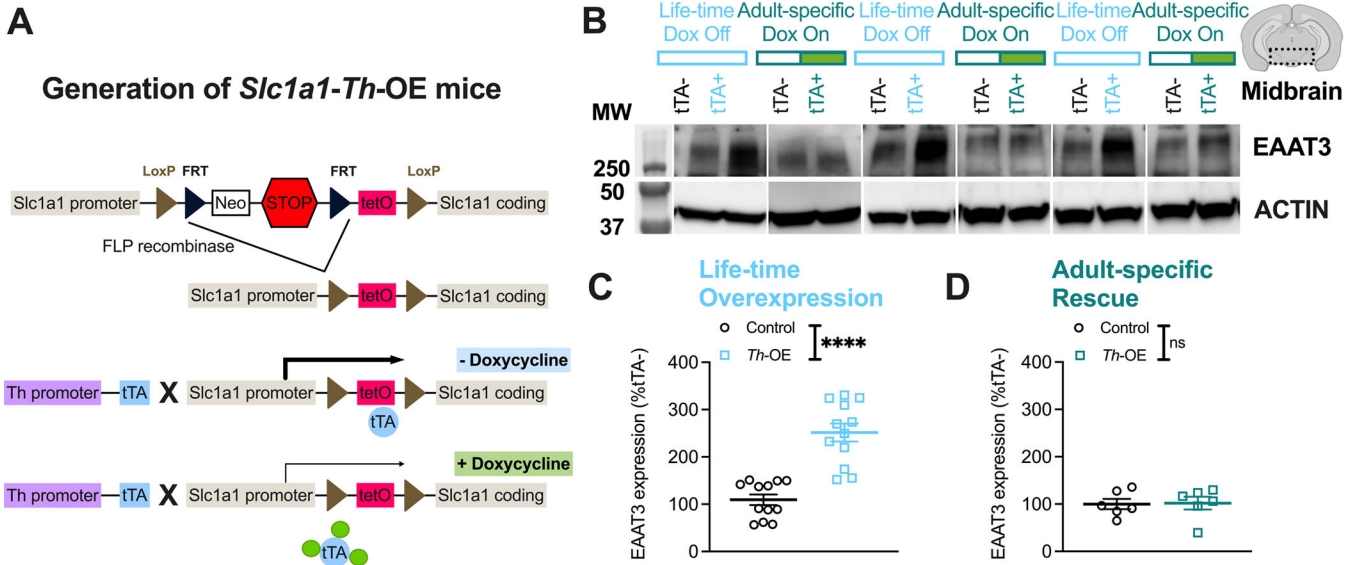 A
Generation of Slc1a1-Th-OE mice
LoxP FRT FRT LoxP
Slc1a1 promoter Neo STOP tetO Slc1a1 coding
FLP recombinase
Slc1a1 promoter tetO Slc1a1 coding
- Doxycycline
Th promoter tTA X Slc1a1 promoter tetO Slc1a1 coding
tTA
+ Doxycycline
Th promoter tTA X Slc1a1 promoter tetO Slc1a1 coding
tTA
B
Life-time Adult-specific Life-time Adult-specific Life-time Adult-specific
Dox Off Dox On Dox Off Dox On Dox Off Dox On
tTA- tTA+ tTA- tTA+ tTA- tTA+ tTA- tTA+ tTA- tTA+ tTA- tTA+
Midbrain
MW
250
EAAT3
50
37
ACTIN
C
Life-time
Overexpression
Control
Th-OE
****
EAAT3 expression (%tTA-)
400
300
200
100
0
D
Adult-specific
Rescue
Control
Th-OE
ns
EAAT3 expression (%tTA-)
400
300
200
100
0